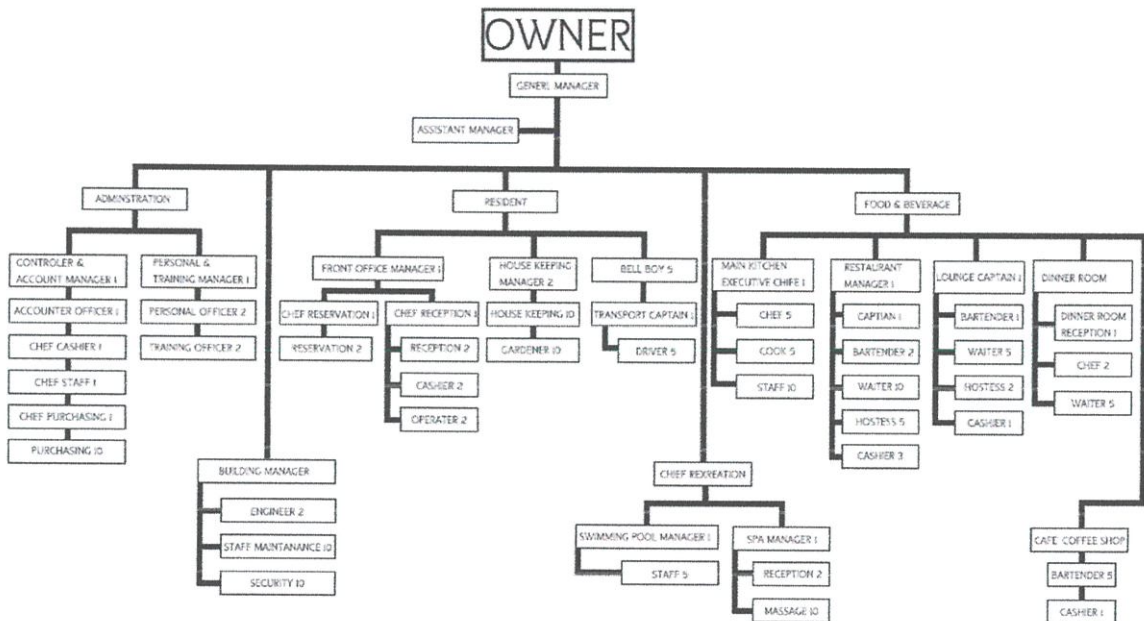 OWNER
GENERL MANAGER
ASSISTANT MANAGER
ADMINSTRATION
RESIDENT
FOOD & BEVERAGE
CONTROLER &
ACCOUNT MANAGER 1
ACCOUNTER OFFICER 1
CHEF CASHIER 1
CHEF STAFF 1
CHEF PURCHASING 1
PURCHASING 10
PERSONAL &
TRAINING MANAGER 1
PERSONAL OFFICER 2
TRAINING OFFICER 2
BUILDING MANAGER
ENGINEER 2
STAFF MAINTANANCE 10
SECURITY 10
FRONT OFFICE MANAGER 1
CHEF RESERVATION 1
RESERVATION 2
CHEF RECEPTION 1
RECEPTION 2
CASHIER 2
OPERATER 2
HOUSE KEEPING
MANAGER 2
HOUSE KEEPING 10
GARDENER 10
BELL BOY 5
TRANSPORT CAPTAIN 1
DRIVER 5
CHIEF REXREATION
SWIMMING POOL MANAGER 1
STAFF 5
SPA MANAGER 1
RECEPTION 2
MASSAGE 10
MAIN KITCHEN
EXECUTIVE CHIFE 1
CHEF 5
COOK 5
STAFF 10
RESTAURANT
MANAGER 1
CAPTIAN 1
BARTENDER 2
WAITER 10
HOSTESS 5
CASHIER 3
LOUNGE CAPTAIN 1
BARTENDER 1
WAITER 5
HOSTESS 2
CASHIER 1
DINNER ROOM
DINNER ROOM
RECEPTION 1
CHEF 2
WAITER 5
CAFE COFFEE SHOP
BARTENDER 5
CASHIER 1